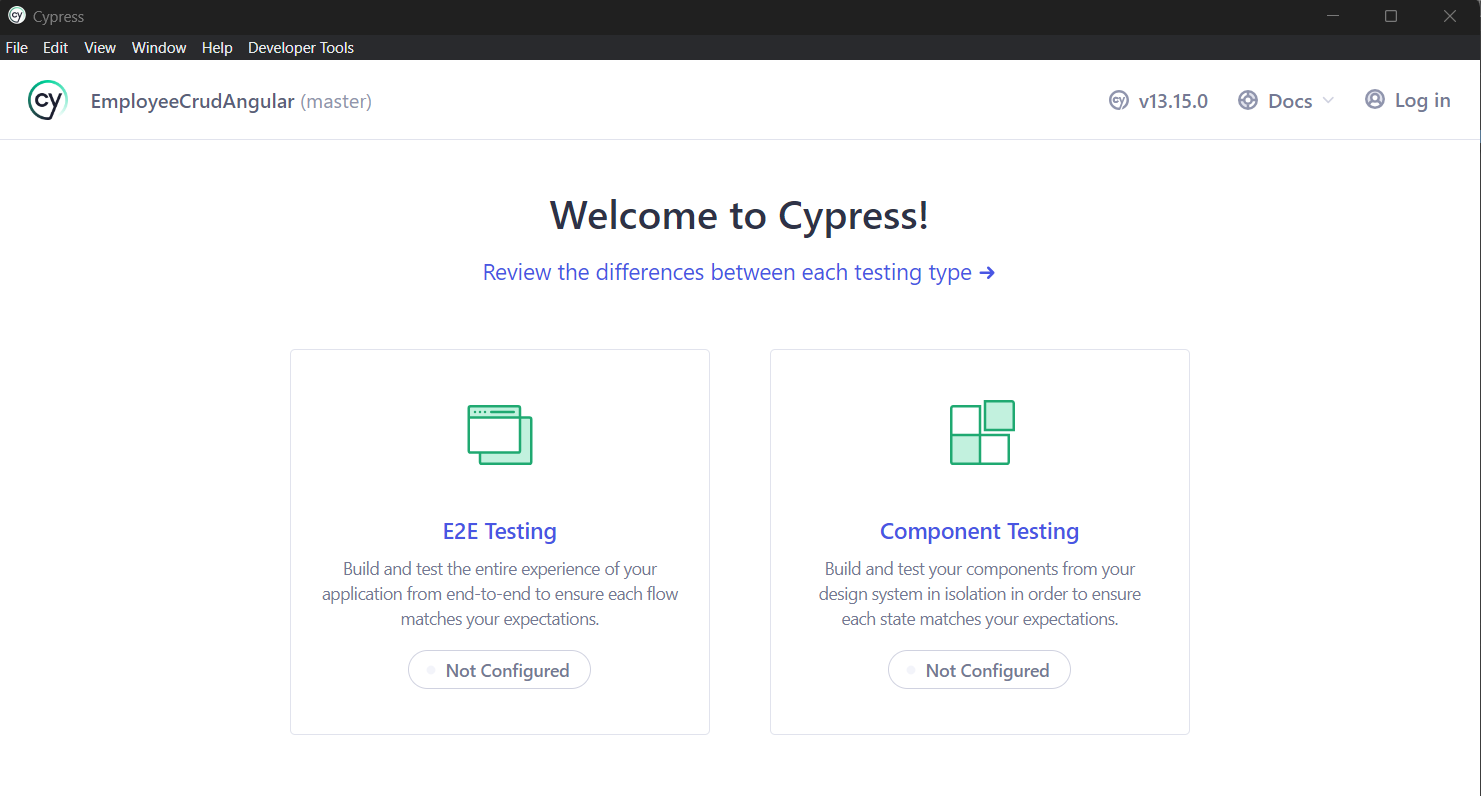 cy Cypress
File Edit View Window Help Developer Tools
cy EmployeeCrudAngular (master) cy v13.15.0 Docs Log in
Welcome to Cypress!
Review the differences between each testing type →
E2E Testing
Build and test the entire experience of your
application from end-to-end to ensure each flow
matches your expectations.
Not Configured
Component Testing
Build and test your components from your
design system in isolation in order to ensure
each state matches your expectations.
Not Configured